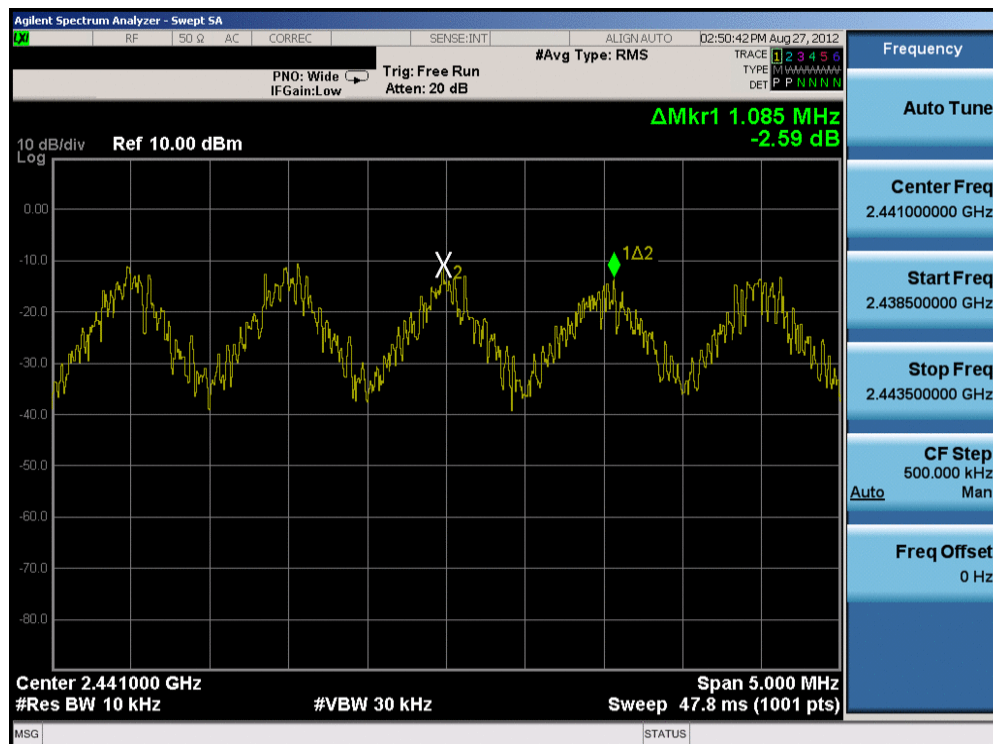 Agilent Spectrum Analyzer - Swept SA
LXI RF 50 Ω AC CORREC SENSE:INT ALIGN AUTO 02:50:42 PM Aug 27, 2012
#Avg Type: RMS
TRACE 1 2 3 4 5 6
TYPE M
DET P P N N N N
PNO: Wide
IFGain:Low
Trig: Free Run
Atten: 20 dB
ΔMkr1 1.085 MHz
-2.59 dB
10 dB/div
Log
Ref 10.00 dBm
0.00
-10.0
-20.0
-30.0
-40.0
-50.0
-60.0
-70.0
-80.0
X2
1Δ2
Center 2.441000 GHz
Span 5.000 MHz
#Res BW 10 kHz
#VBW 30 kHz
Sweep 47.8 ms (1001 pts)
MSG
STATUS
Frequency
Auto Tune
Center Freq
2.441000000 GHz
Start Freq
2.438500000 GHz
Stop Freq
2.443500000 GHz
CF Step
500.000 kHz
Auto Man
Freq Offset
0 Hz